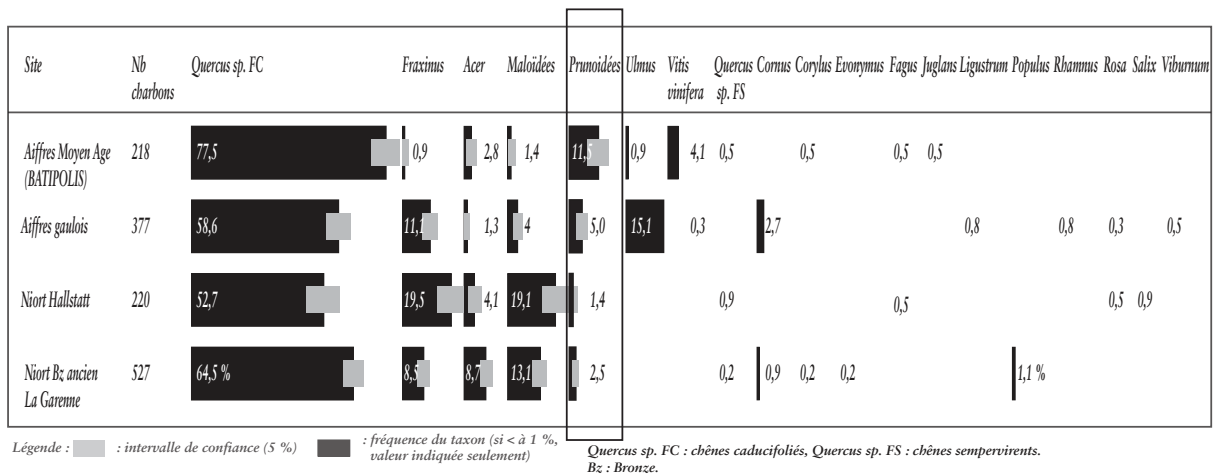 Site Nb charbons Quercus sp. FC Fraxinus Acer Maloïdées Prunoïdées Ulmus Vitis vinifera Quercus sp. FS Cornus Corylus Evonymus Fagus Juglans Ligustrum Populus Rhamnus Rosa Salix Viburnum
Aiffres Moyen Age (BATIPOLIS) 218 77,5 0,9 2,8 1,4 11,5 0,9 4,1 0,5 0,5 0,5 0,5
Aiffres gaulois 377 58,6 11,1 1,3 4 5,0 15,1 0,3 2,7 0,8 0,8 0,3 0,5
Niort Hallstatt 220 52,7 19,5 4,1 19,1 1,4 0,9 0,5 0,5 0,9
Niort Bz ancien La Garenne 527 64,5 % 8,5 8,7 13,1 2,5 0,2 0,9 0,2 0,2 1,1 %
Légende : : intervalle de confiance (5 %) : fréquence du taxon (si < à 1 %, valeur indiquée seulement)
Quercus sp. FC : chênes caducifoliés, Quercus sp. FS : chênes sempervirents.
Bz : Bronze.